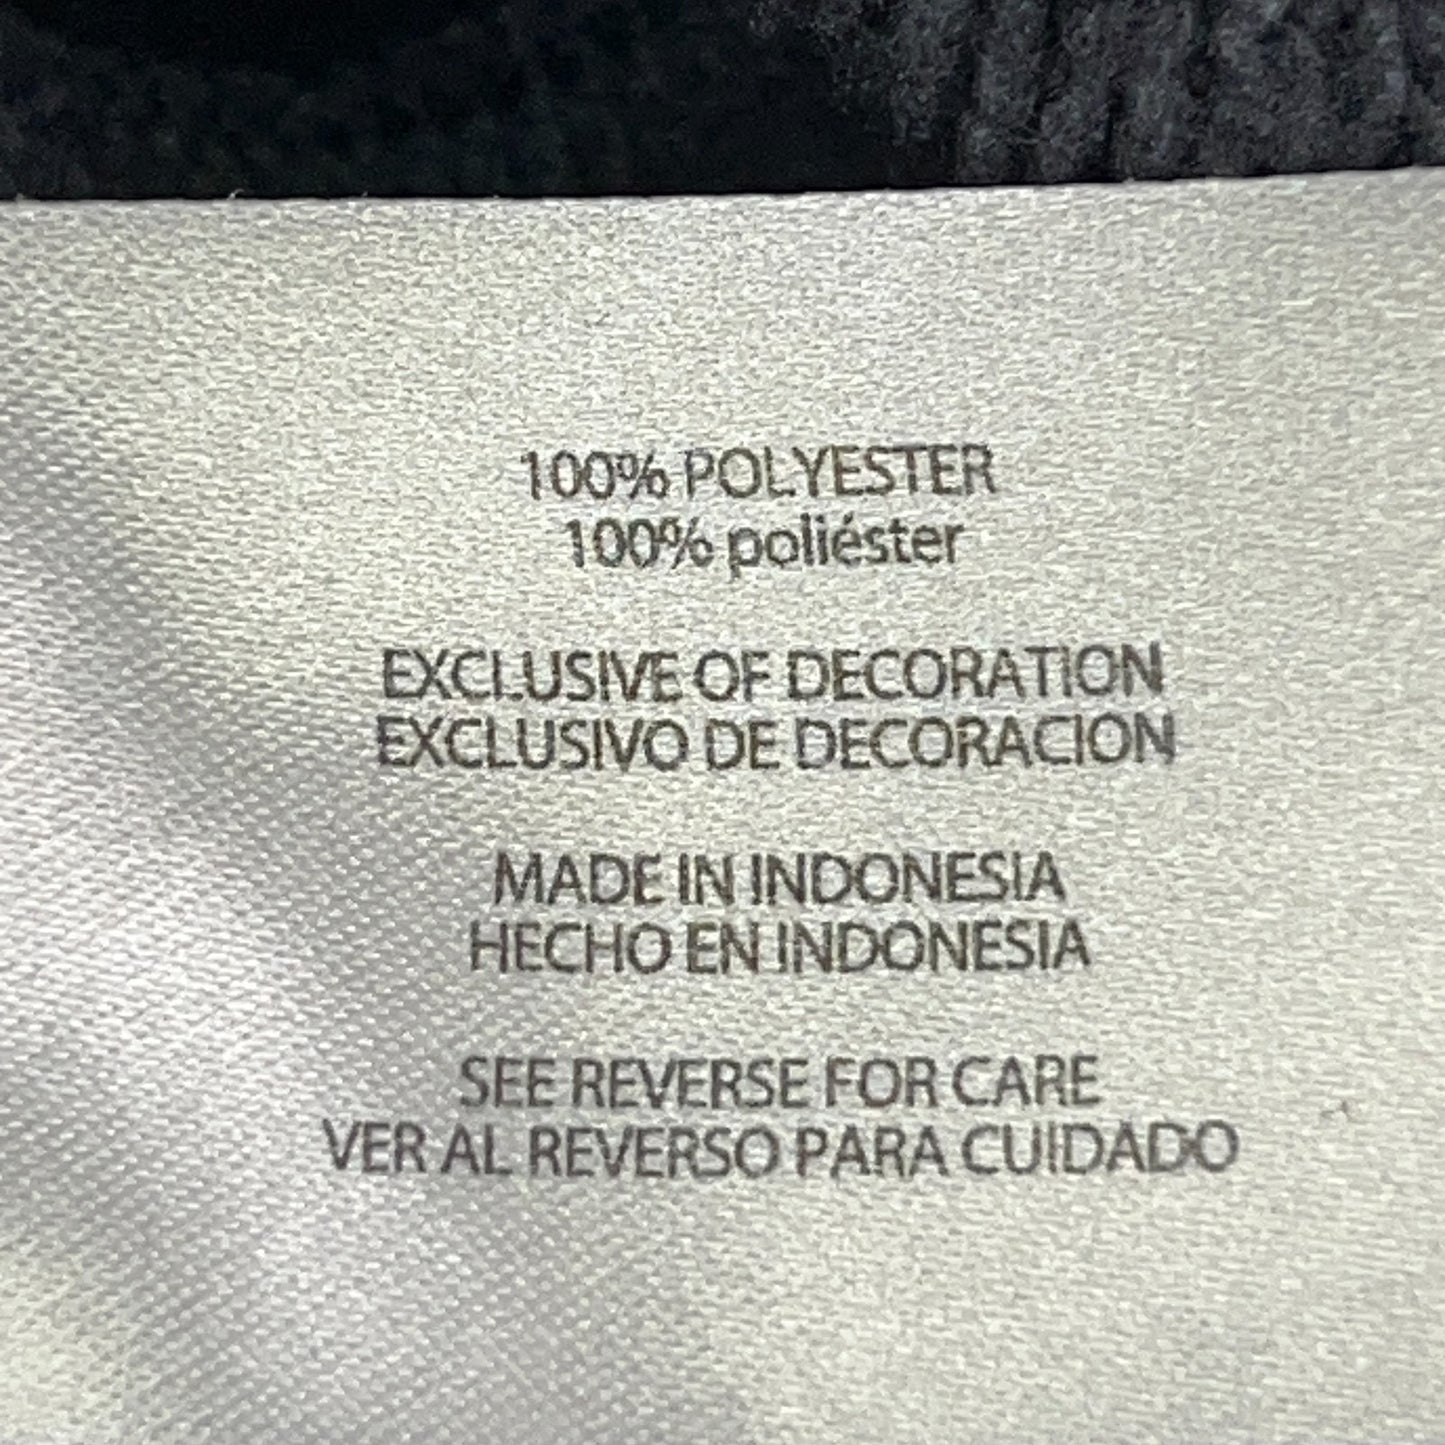 100% POLYESTER
100% poliéster
EXCLUSIVE OF DECORATION
EXCLUSIVO DE DECORACION
MADE IN INDONESIA
HECHO EN INDONESIA
SEE REVERSE FOR CARE
VER AL REVERSO PARA CUIDADO